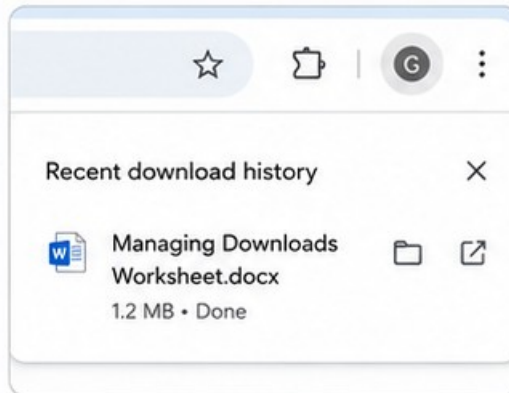 G
Recent download history
W
Managing Downloads
Worksheet.docx
1.2 MB • Done